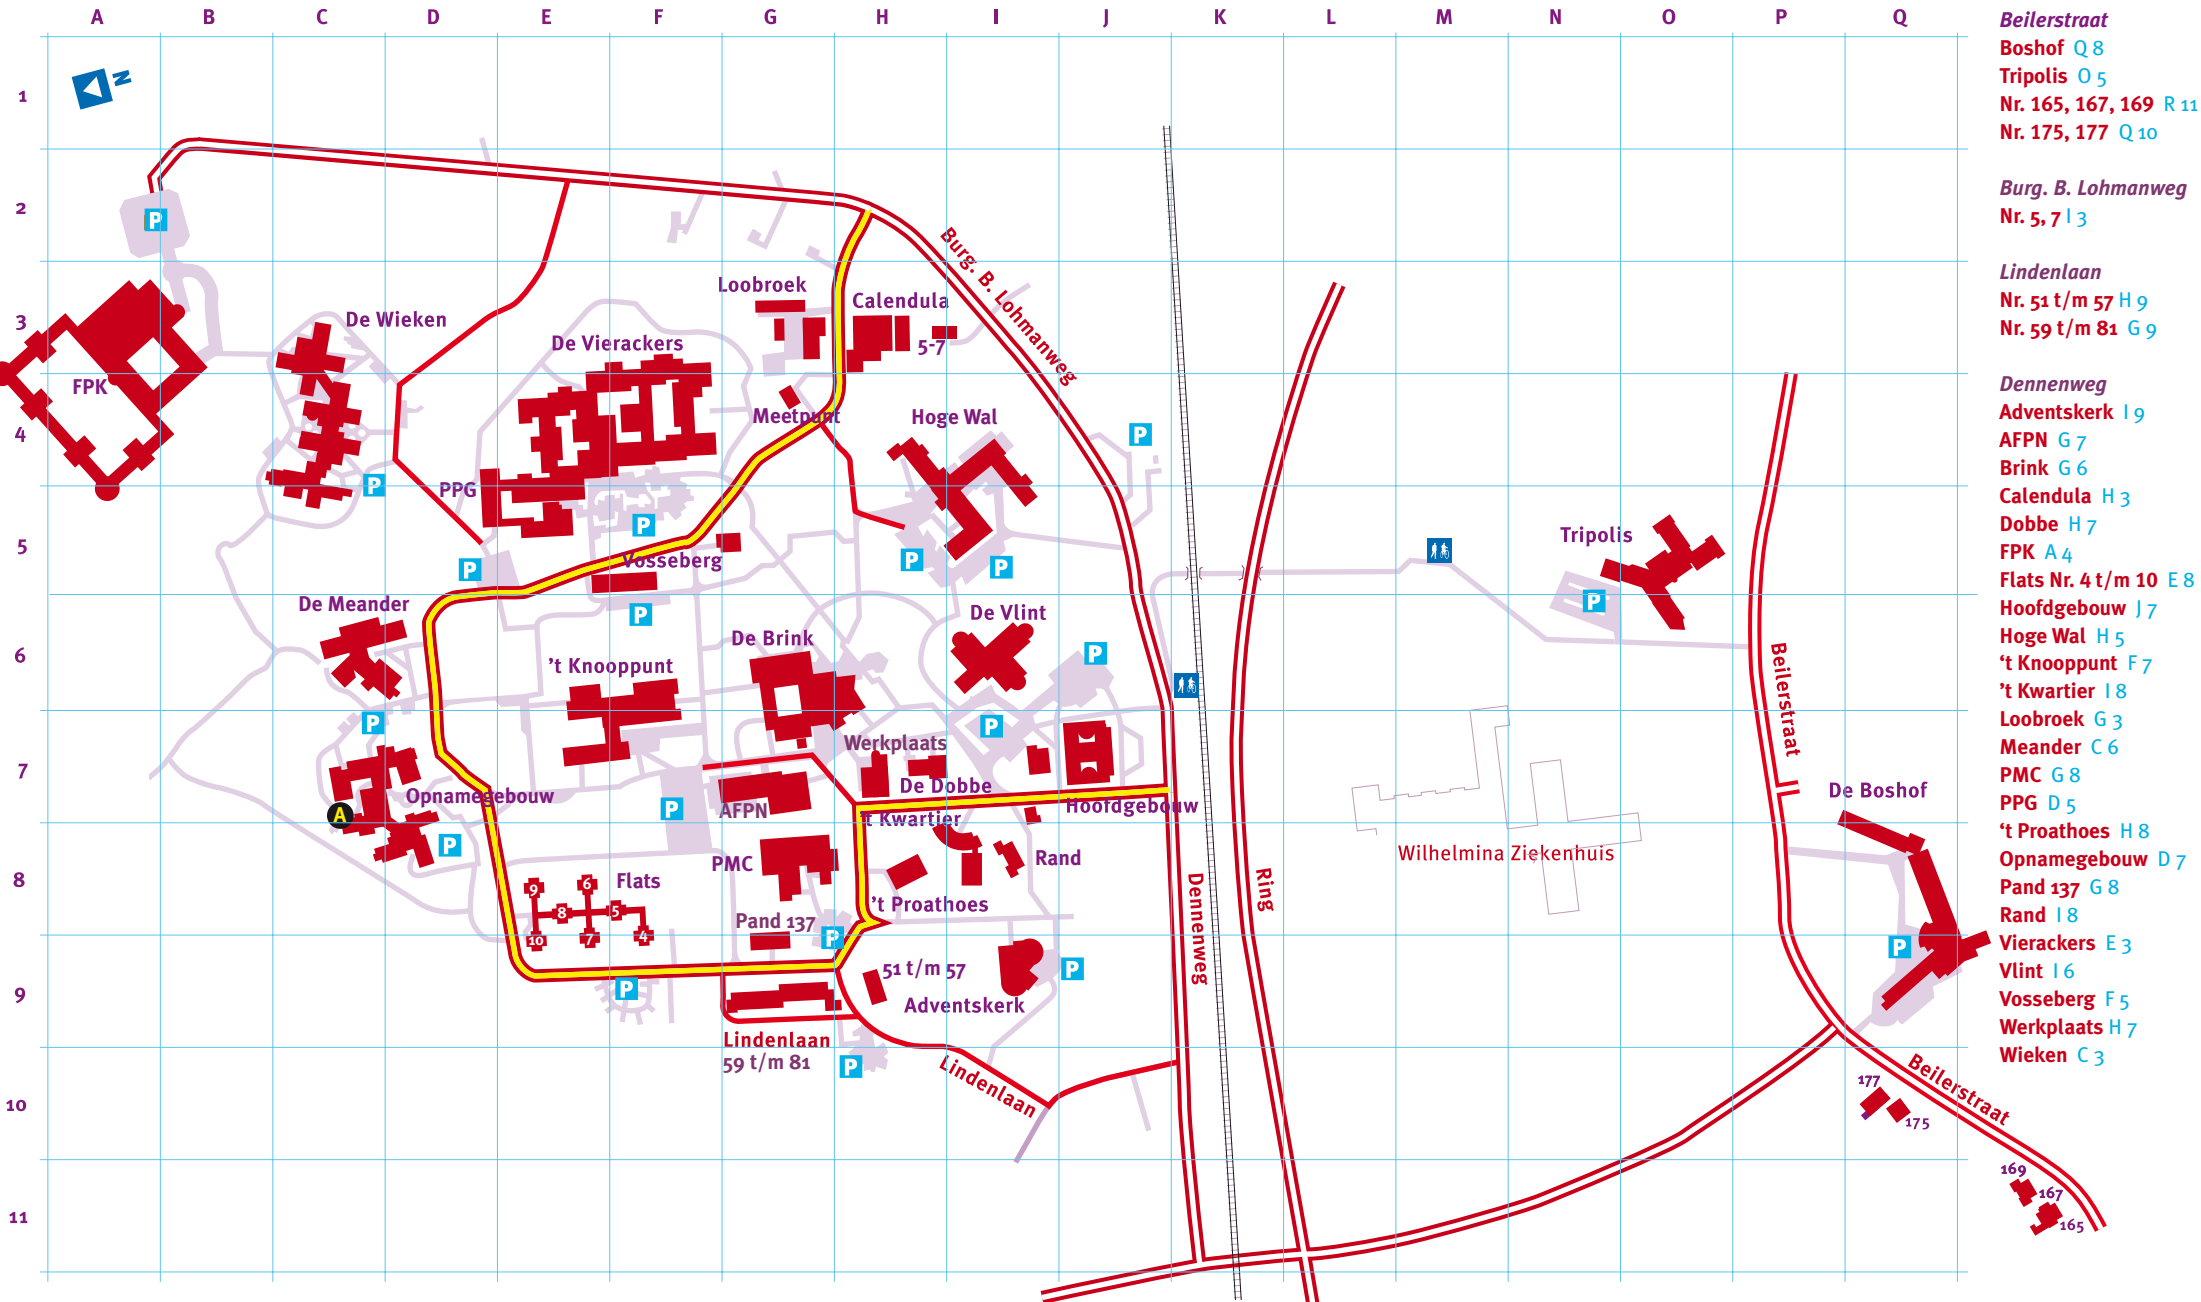 A B C D E F G H I J K L M N O P Q
1
2
3
4
5
6
7
8
9
10
11
N
P
FPK
De Wieken
P
De Vierackers
Loobroek
Calendula
5-7
Burg. B. Lohmanweg
Meetpunt
Hoge Wal
P
PPG
P
P
Vosseberg
P
P
P
Tripolis
P
De Meander
P
't Knooppunt
De Brink
De Vlint
P
P
P
Werkplaats
De Dobbe
Hoofdgebouw
Opnamegebouw
A
P
P
AFPN
't Kwartier
PMC
Rand
Flats
9
6
8
5
10
7
4
't Proathoes
Pand 137
P
51 t/m 57
P
Adventskerk
P
Lindenlaan
59 t/m 81
P
Lindenlaan
Dennenweg
Ring
Wilhelmina Ziekenhuis
Beilerstraat
De Boshof
P
Beilerstraat
177
175
169
167
165
Beilerstraat
Boshof Q 8
Tripolis O 5
Nr. 165, 167, 169 R 11
Nr. 175, 177 Q 10
Burg. B. Lohmanweg
Nr. 5, 7 I 3
Lindenlaan
Nr. 51 t/m 57 H 9
Nr. 59 t/m 81 G 9
Dennenweg
Adventskerk I 9
AFPN G 7
Brink G 6
Calendula H 3
Dobbe H 7
FPK A 4
Flats Nr. 4 t/m 10 E 8
Hoofdgebouw J 7
Hoge Wal H 5
‘t Knooppunt F 7
’t Kwartier I 8
Loobroek G 3
Meander C 6
PMC G 8
PPG D 5
‘t Proathoes H 8
Opnamegebouw D 7
Pand 137 G 8
Rand I 8
Vierackers E 3
Vlint I 6
Vosseberg F 5
Werkplaats H 7
Wieken C 3